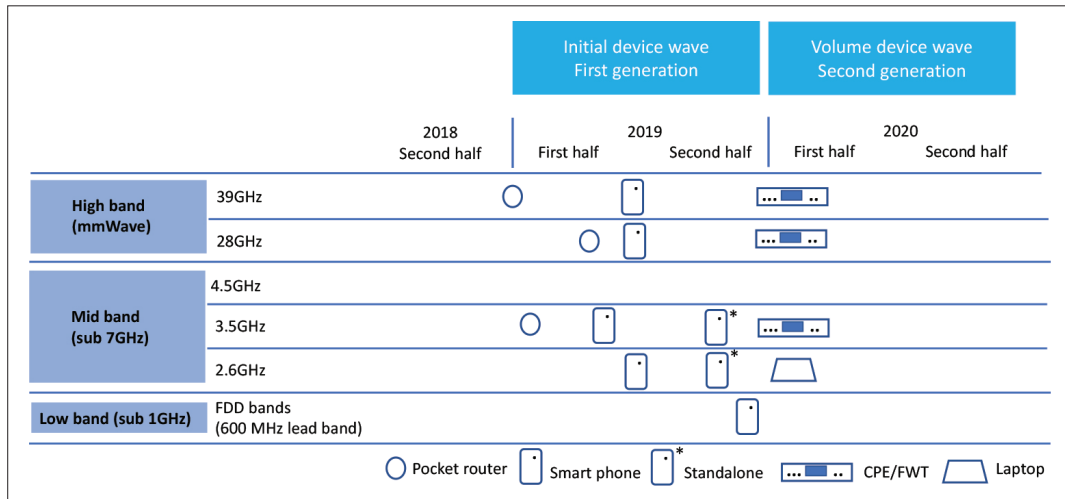 Initial device wave
First generation
Volume device wave
Second generation
2018
Second half
2019
First half
Second half
2020
First half
Second half
High band
(mmWave)
39GHz
28GHz
Mid band
(sub 7GHz)
4.5GHz
3.5GHz
*
2.6GHz
*
Low band (sub 1GHz)
FDD bands
(600 MHz lead band)
Pocket router
Smart phone
* Standalone
CPE/FWT
Laptop